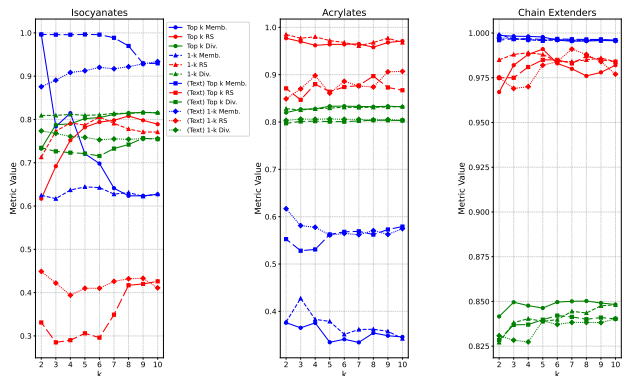 Isocyanates
Metric Value
1.0
0.9
0.8
0.7
0.6
0.5
0.4
0.3
2 3 4 5 6 7 8 9 10
k
Top k Memb.
Top k RS
Top k Div.
1-k Memb.
1-k RS
1-k Div.
(Text) Top k Memb.
(Text) Top k RS
(Text) Top k Div.
(Text) 1-k Memb.
(Text) 1-k RS
(Text) 1-k Div.
Acrylates
Metric Value
1.0
0.9
0.8
0.7
0.6
0.5
0.4
2 3 4 5 6 7 8 9 10
k
Chain Extenders
Metric Value
1.000
0.975
0.950
0.925
0.900
0.875
0.850
0.825
2 3 4 5 6 7 8 9 10
k